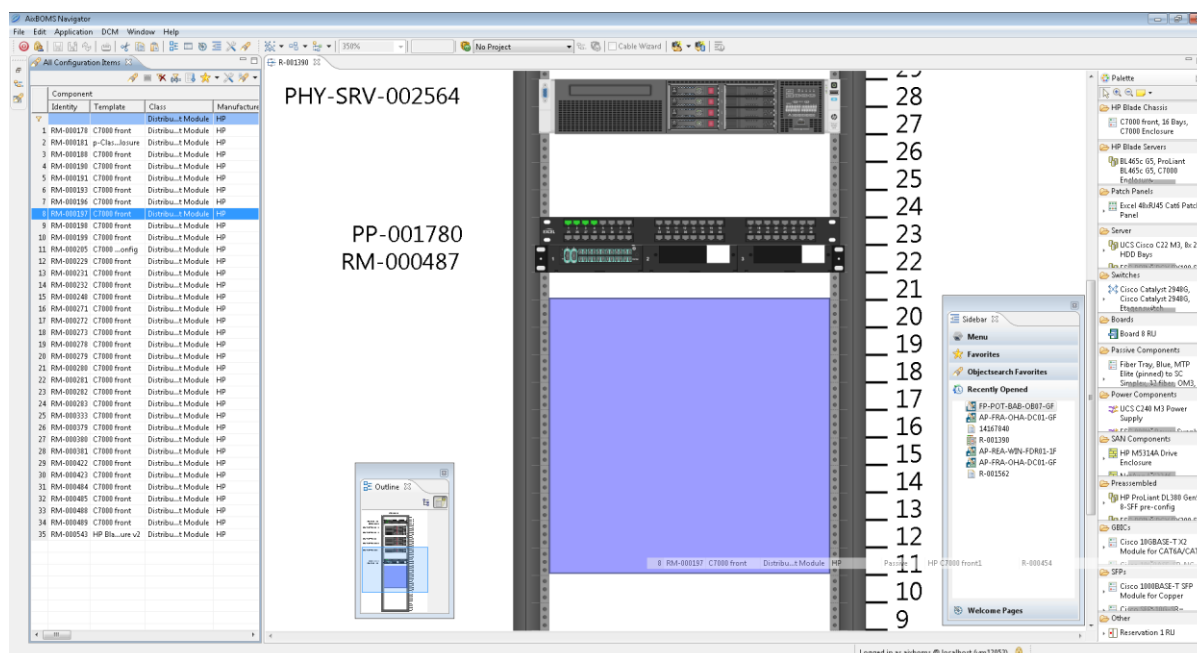 AixBOMS Navigator
File Edit Application DCM Window Help
350%
No Project
Cable Wizard
All Configuration Items
Component
Identity Template Class Manufacture
Distribu...t Module HP
1 RM-000178 C7000 front Distribu...t Module HP
2 RM-000181 p-Clas...losure Distribu...t Module HP
3 RM-000188 C7000 front Distribu...t Module HP
4 RM-000190 C7000 front Distribu...t Module HP
5 RM-000191 C7000 front Distribu...t Module HP
6 RM-000193 C7000 front Distribu...t Module HP
7 RM-000196 C7000 front Distribu...t Module HP
8 RM-000197 C7000 front Distribu...t Module HP
9 RM-000198 C7000 front Distribu...t Module HP
10 RM-000199 C7000 front Distribu...t Module HP
11 RM-000205 C7000 ...onfig Distribu...t Module HP
12 RM-000229 C7000 front Distribu...t Module HP
13 RM-000231 C7000 front Distribu...t Module HP
14 RM-000232 C7000 front Distribu...t Module HP
15 RM-000248 C7000 front Distribu...t Module HP
16 RM-000271 C7000 front Distribu...t Module HP
17 RM-000272 C7000 front Distribu...t Module HP
18 RM-000273 C7000 front Distribu...t Module HP
19 RM-000278 C7000 front Distribu...t Module HP
20 RM-000279 C7000 front Distribu...t Module HP
21 RM-000280 C7000 front Distribu...t Module HP
22 RM-000281 C7000 front Distribu...t Module HP
23 RM-000282 C7000 front Distribu...t Module HP
24 RM-000283 C7000 front Distribu...t Module HP
25 RM-000333 C7000 front Distribu...t Module HP
26 RM-000379 C7000 front Distribu...t Module HP
27 RM-000380 C7000 front Distribu...t Module HP
28 RM-000381 C7000 front Distribu...t Module HP
29 RM-000422 C7000 front Distribu...t Module HP
30 RM-000423 C7000 front Distribu...t Module HP
31 RM-000484 C7000 front Distribu...t Module HP
32 RM-000485 C7000 front Distribu...t Module HP
33 RM-000488 C7000 front Distribu...t Module HP
34 RM-000489 C7000 front Distribu...t Module HP
35 RM-000543 HP Bla...ure v2 Distribu...t Module HP
R-001390
PHY-SRV-002564
PP-001780
RM-000487
29
28
27
26
25
24
23
22
21
20
19
18
17
16
15
14
13
12
11
10
9
8 RM-000197 C7000 front Distribu...t Module HP Passive HP C7000 front1 R-000454
Outline
Sidebar
Menu
Favorites
Objectsearch Favorites
Recently Opened
FP-POT-BAB-OB07-GF
AP-FRA-OHA-DC01-GF
14167040
R-001390
AP-REA-WIN-FDR01-1F
AP-FRA-OHA-DC01-GF
R-001562
Welcome Pages
Palette
HP Blade Chassis
C7000 front, 16 Bays,
C7000 Enclosure
HP Blade Servers
BL465c G5, ProLiant
BL465c G5, C7000
Enclosure
Patch Panels
Excel 48xRJ45 Cat6 Patch
Panel
Server
UCS Cisco C22 M3, 8x 2
HDD Bays
Switches
Cisco Catalyst 2948G,
Cisco Catalyst 2948G,
Etagenswitch
Boards
Board 8 RU
Passive Components
Fiber Tray, Blue, MTP
Elite (pinned) to SC
Simplex, 12 fiber, OM3,
Power Components
UCS C240 M3 Power
Supply
SAN Components
HP M5314A Drive
Enclosure
Preassembled
HP ProLiant DL380 Gen
8-SFF pre-config
GBICs
Cisco 10GBASE-T X2
Module for CAT6A/CAT
SFPs
Cisco 1000BASE-T SFP
Module for Copper
Other
Reservation 1 RU
Logged in as aixboms @ localhost